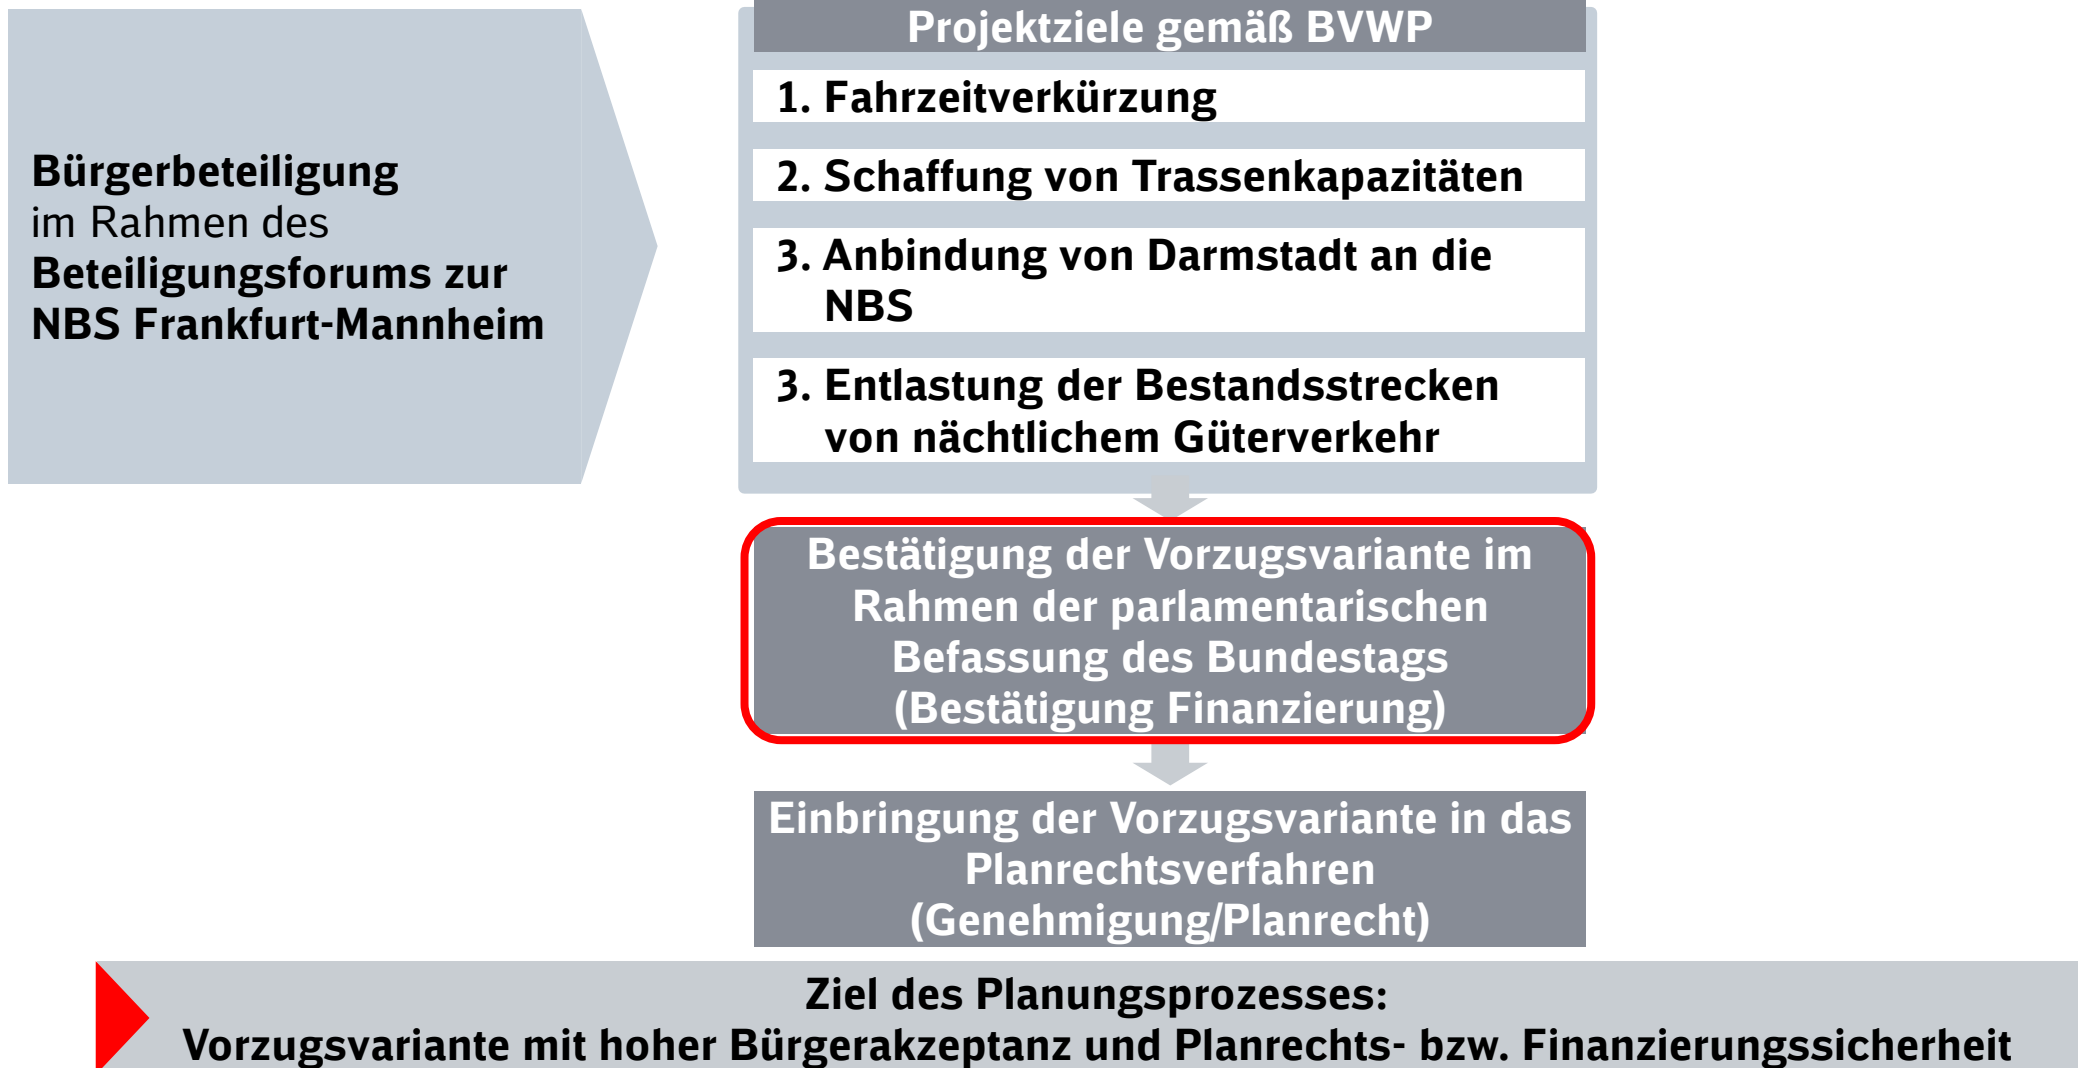 Bürgerbeteiligung
im Rahmen des
Beteiligungsforums zur
NBS Frankfurt-Mannheim
Projektziele gemäß BVWP
1. Fahrzeitverkürzung
2. Schaffung von Trassenkapazitäten
3. Anbindung von Darmstadt an die
NBS
3. Entlastung der Bestandsstrecken
von nächtlichem Güterverkehr
Bestätigung der Vorzugsvariante im
Rahmen der parlamentarischen
Befassung des Bundestags
(Bestätigung Finanzierung)
Einbringung der Vorzugsvariante in das
Planrechtsverfahren
(Genehmigung/Planrecht)
Ziel des Planungsprozesses:
Vorzugsvariante mit hoher Bürgerakzeptanz und Planrechts- bzw. Finanzierungssicherheit